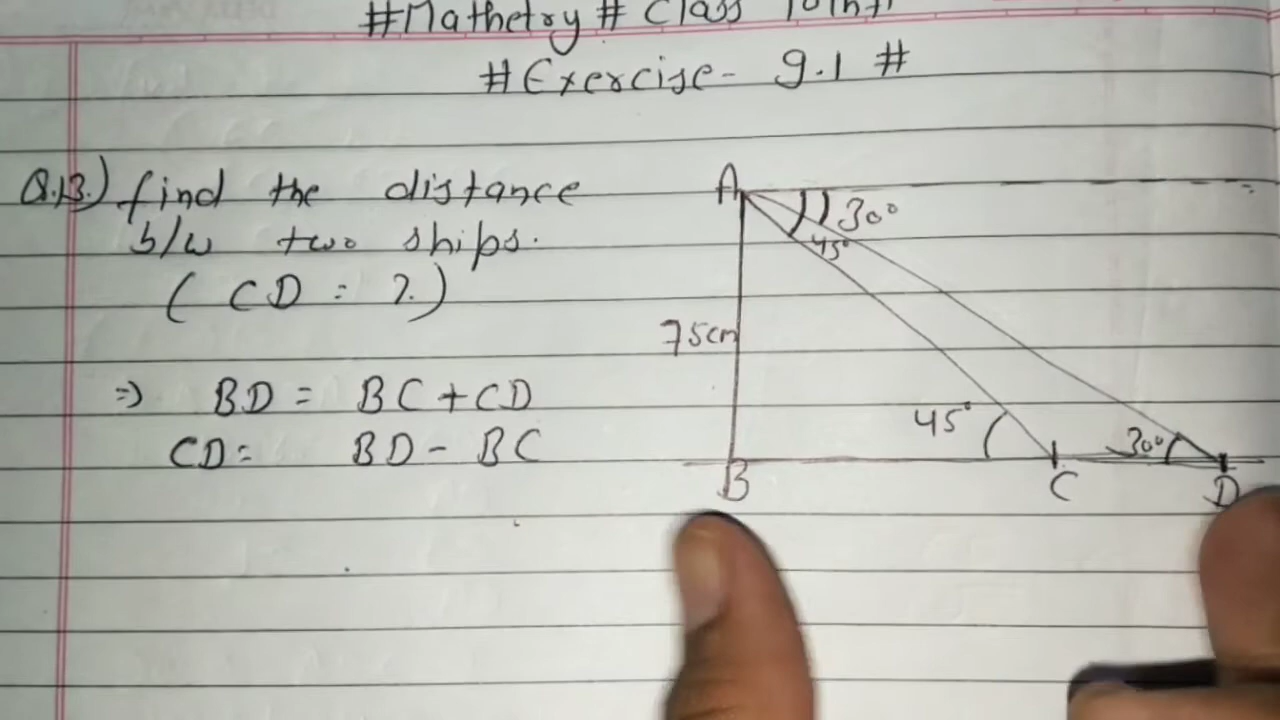 #Mathetry # Class 10th#
#Exercise- 9.1 #
Q.13.) find the distance
b/w two ships.
( CD = ?.)
=) BD = BC + CD
CD = BD - BC
A
30°
45°
75cm
45°
30°
B
C
D